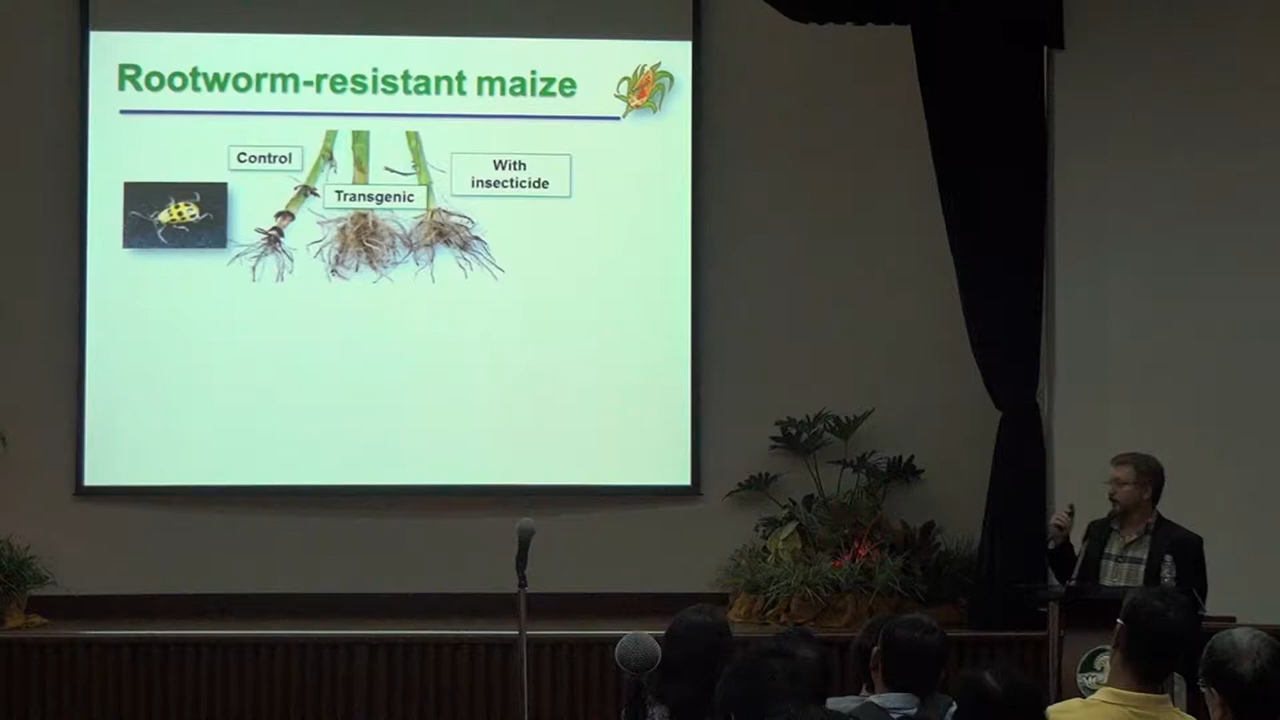 Rootworm-resistant maize
Control
Transgenic
With
insecticide